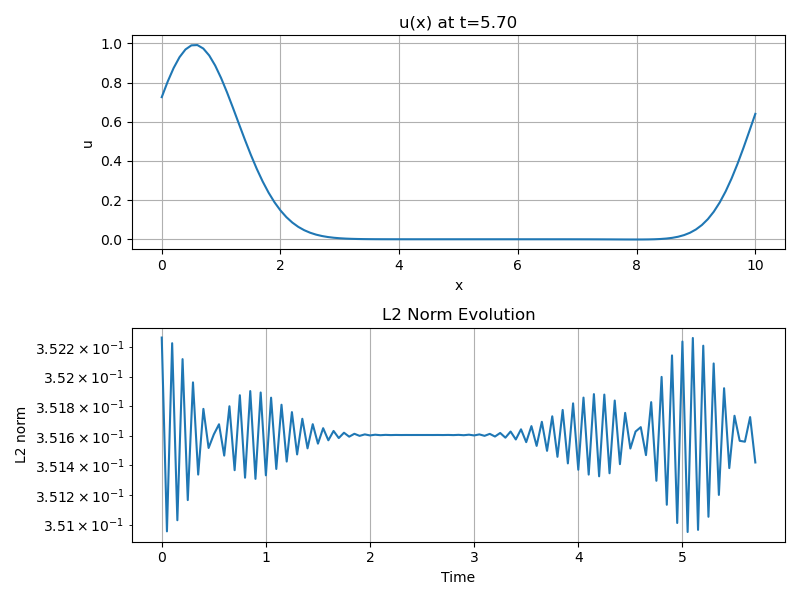 u(x) at t=5.70
1.0
0.8
0.6
0.4
0.2
0.0
u
0 2 4 6 8 10
x
L2 Norm Evolution
3.522 × 10⁻¹
3.52 × 10⁻¹
3.518 × 10⁻¹
3.516 × 10⁻¹
3.514 × 10⁻¹
3.512 × 10⁻¹
3.51 × 10⁻¹
L2 norm
0 1 2 3 4 5
Time